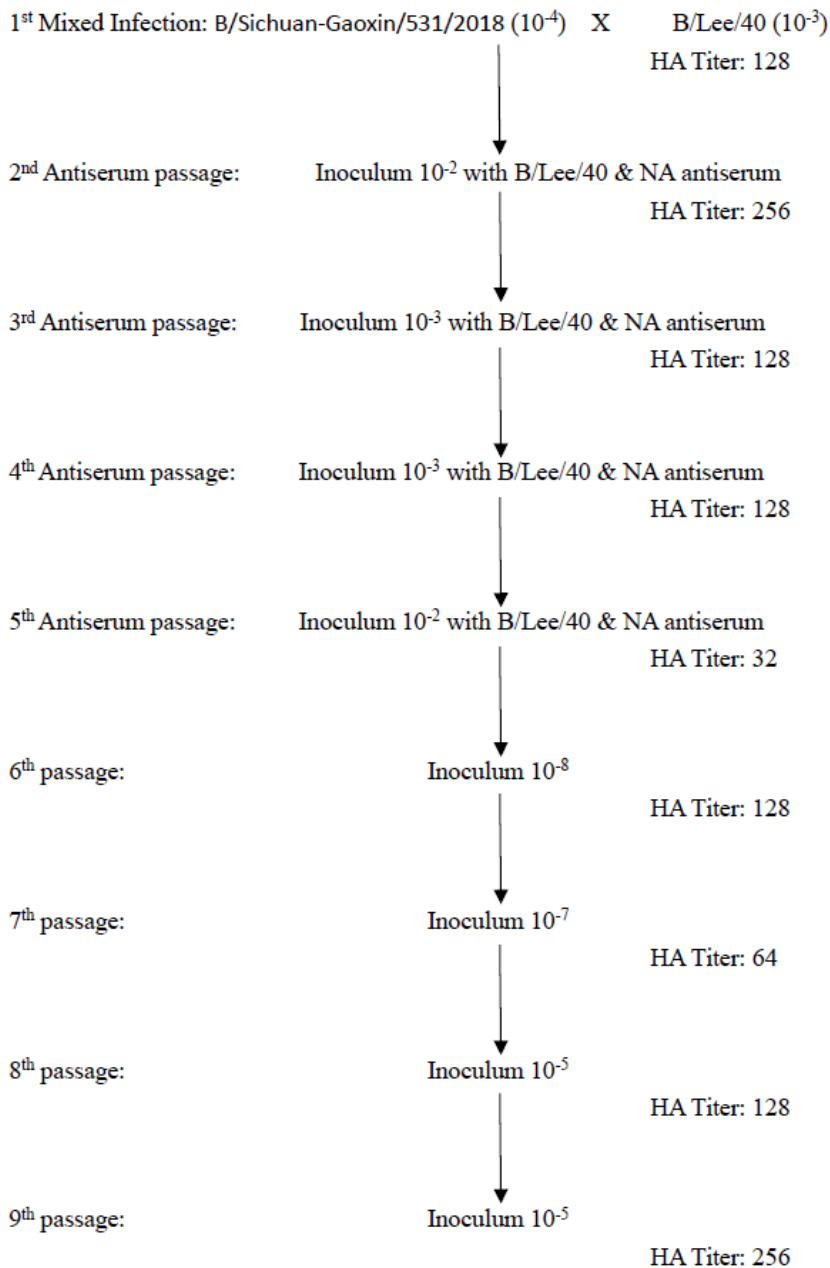 1st Mixed Infection: B/Sichuan-Gaoxin/531/2018 (10-4) X B/Lee/40 (10-3)
HA Titer: 128
2nd Antiserum passage: Inoculum 10-2 with B/Lee/40 & NA antiserum
HA Titer: 256
3rd Antiserum passage: Inoculum 10-3 with B/Lee/40 & NA antiserum
HA Titer: 128
4th Antiserum passage: Inoculum 10-3 with B/Lee/40 & NA antiserum
HA Titer: 128
5th Antiserum passage: Inoculum 10-2 with B/Lee/40 & NA antiserum
HA Titer: 32
6th passage: Inoculum 10-8
HA Titer: 128
7th passage: Inoculum 10-7
HA Titer: 64
8th passage: Inoculum 10-5
HA Titer: 128
9th passage: Inoculum 10-5
HA Titer: 256